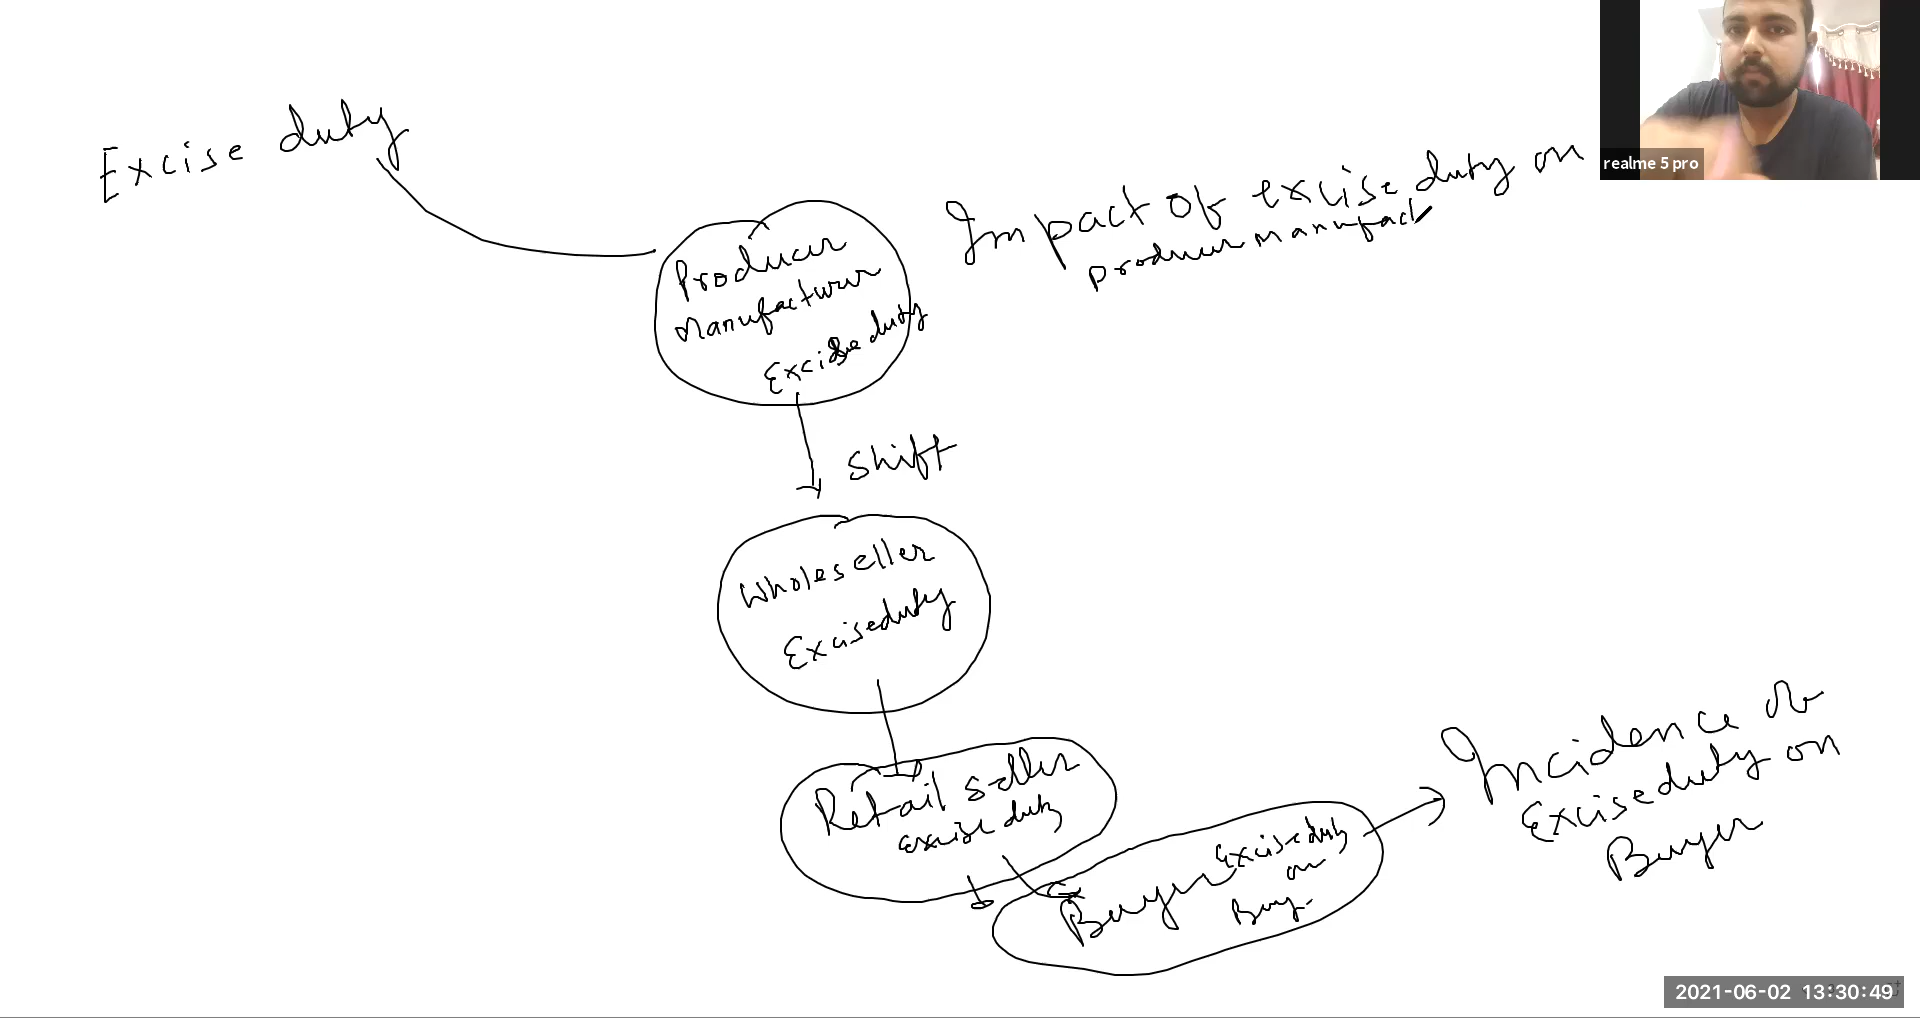 Excise duty
realme 5 pro
Impact of excise duty on
producer manufact
Producer
Manufacturer
Excise duty
Shift
Wholeseller
Excise duty
Retail seller
excise duty
Buyer
Excise duty
on
Buy
Incidence of
Excise duty on
Buyer
2021-06-02 13:30:49